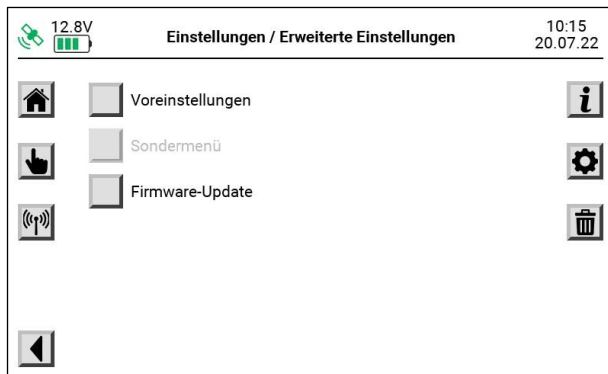 12.8V
Einstellungen / Erweiterte Einstellungen
10:15
20.07.22
Voreinstellungen
Sondermenü
Firmware-Update